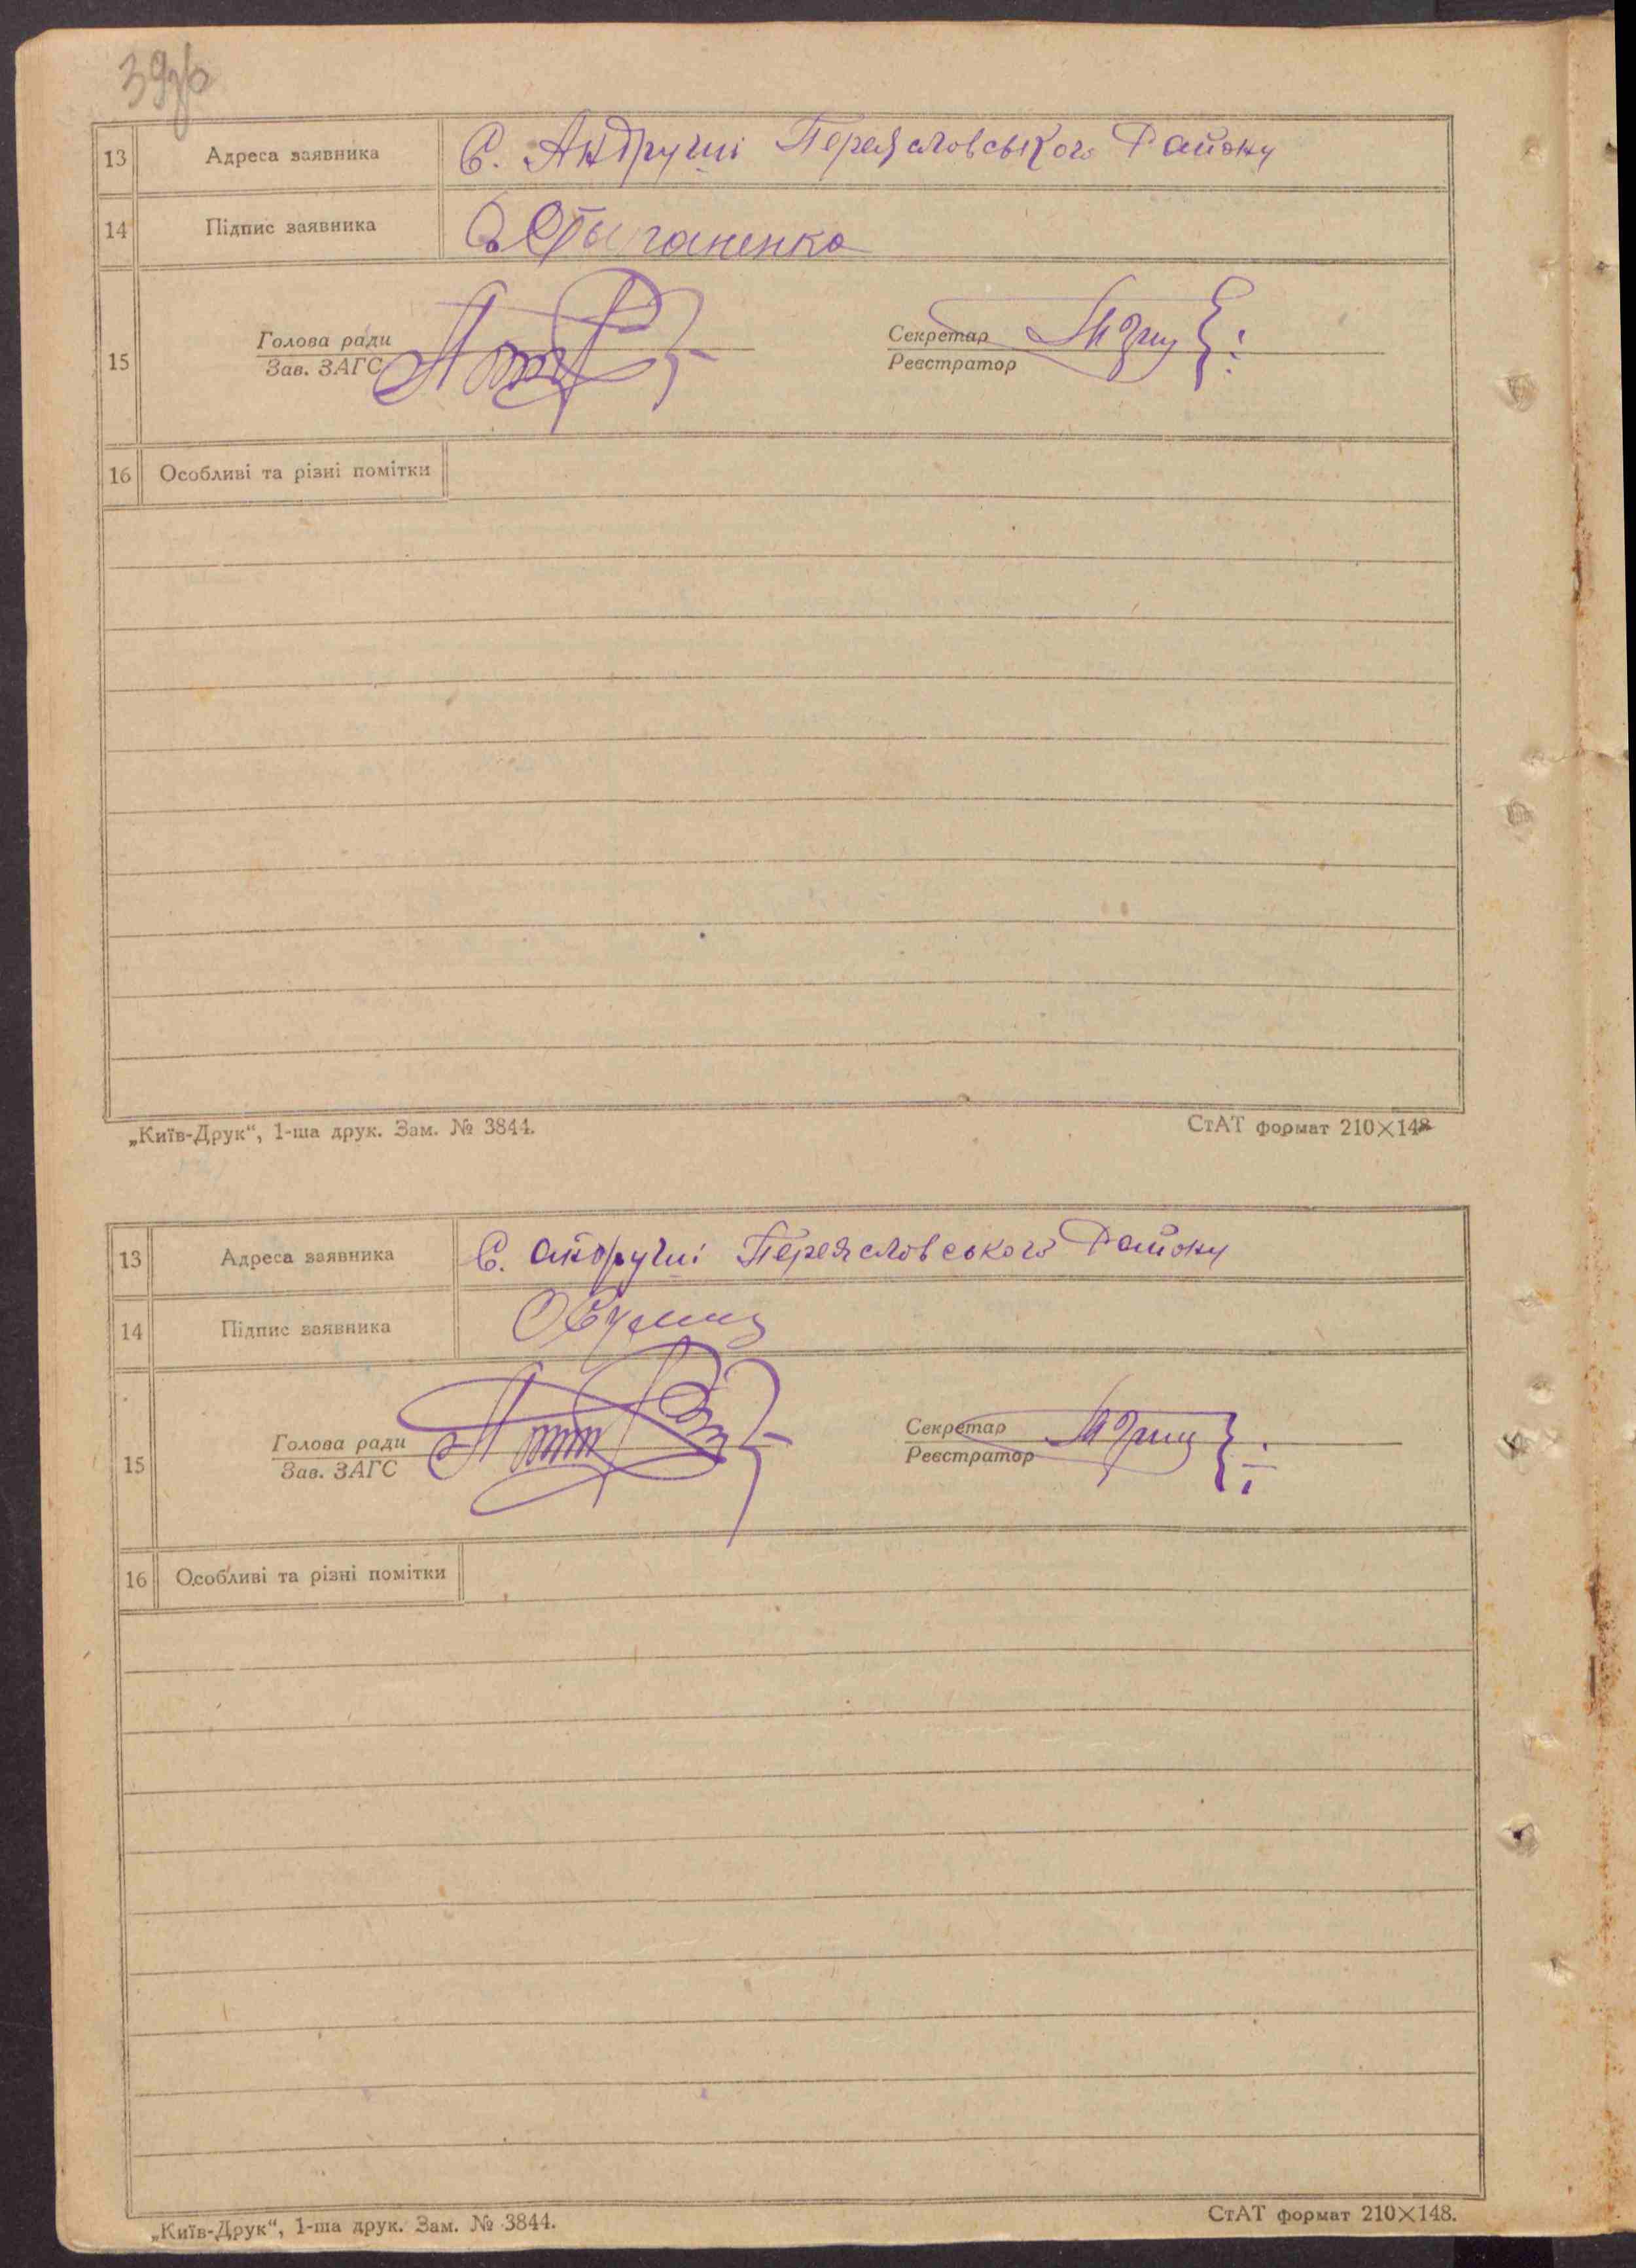 39зв
13 Адреса заявника С. Андруші Переяславського Району
14 Підпис заявника
15 Голова ради Секретар
Зав. ЗАГС Реєстратор
16 Особливі та різні помітки
„Київ-Друк“, 1-ша друк. Зам. № 3844. СтАТ формат 210×148
13 Адреса заявника С. андруші Переяславського Району
14 Підпис заявника
15 Голова ради Секретар
Зав. ЗАГС Реєстратор
16 Особливі та різні помітки
„Київ-Друк“, 1-ша друк. Зам. № 3844. СтАТ формат 210×148.